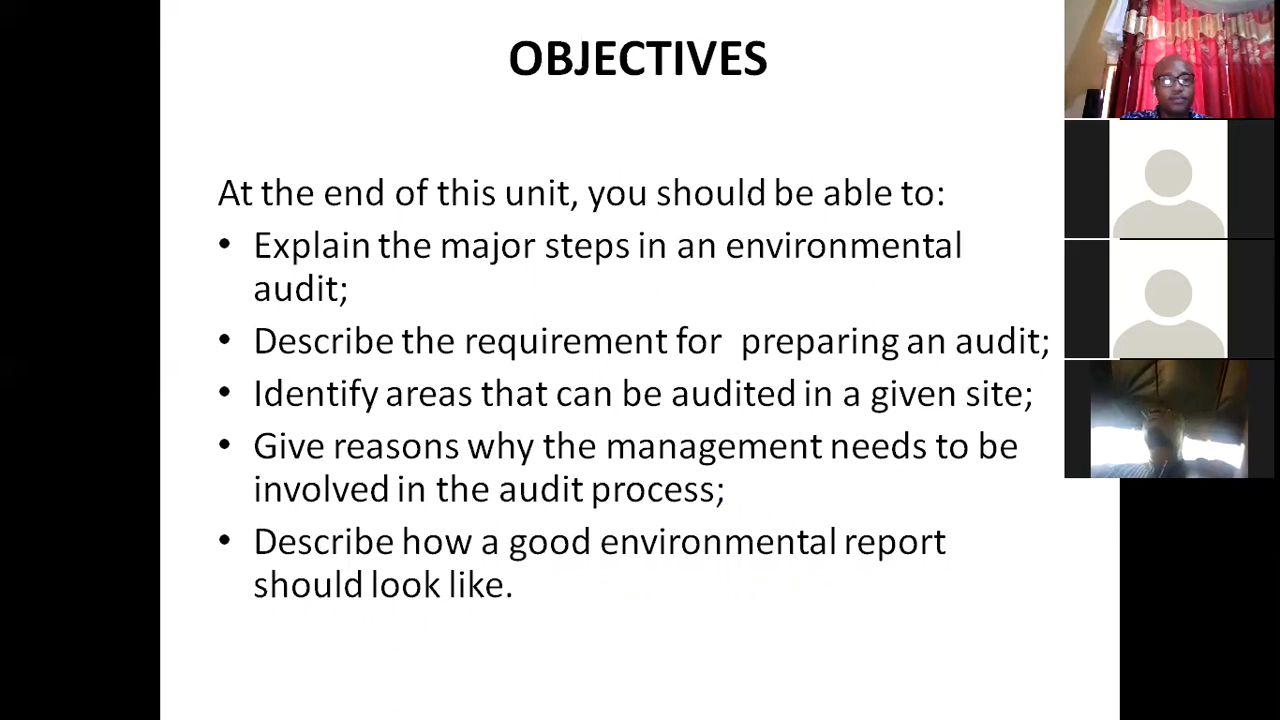 OBJECTIVES
At the end of this unit, you should be able to:
• Explain the major steps in an environmental
audit;
• Describe the requirement for preparing an audit;
• Identify areas that can be audited in a given site;
• Give reasons why the management needs to be
involved in the audit process;
• Describe how a good environmental report
should look like.